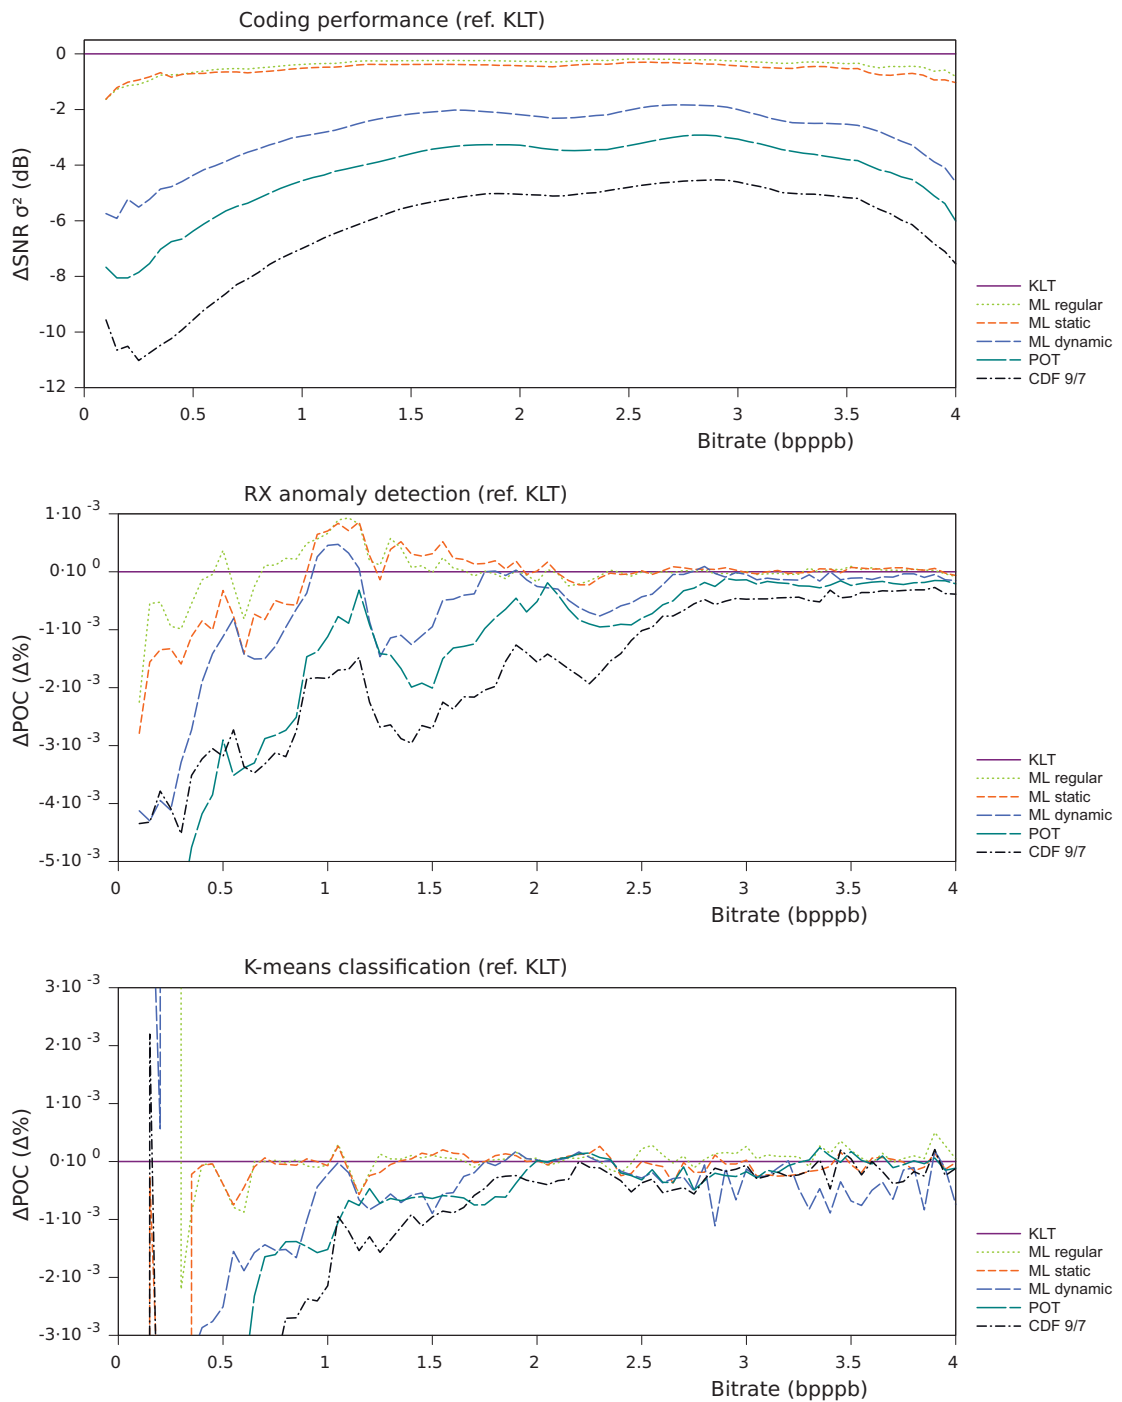 Coding performance (ref. KLT)
0
-2
-4
-6
-8
-10
-12
ΔSNR σ² (dB)
0 0.5 1 1.5 2 2.5 3 3.5 4
Bitrate (bpppb)
KLT
ML regular
ML static
ML dynamic
POT
CDF 9/7
RX anomaly detection (ref. KLT)
1·10 -3
0·10 0
-1·10 -3
-2·10 -3
-3·10 -3
-4·10 -3
-5·10 -3
ΔPOC (Δ%)
0 0.5 1 1.5 2 2.5 3 3.5 4
Bitrate (bpppb)
KLT
ML regular
ML static
ML dynamic
POT
CDF 9/7
K-means classification (ref. KLT)
3·10 -3
2·10 -3
1·10 -3
0·10 0
-1·10 -3
-2·10 -3
-3·10 -3
ΔPOC (Δ%)
0 0.5 1 1.5 2 2.5 3 3.5 4
Bitrate (bpppb)
KLT
ML regular
ML static
ML dynamic
POT
CDF 9/7